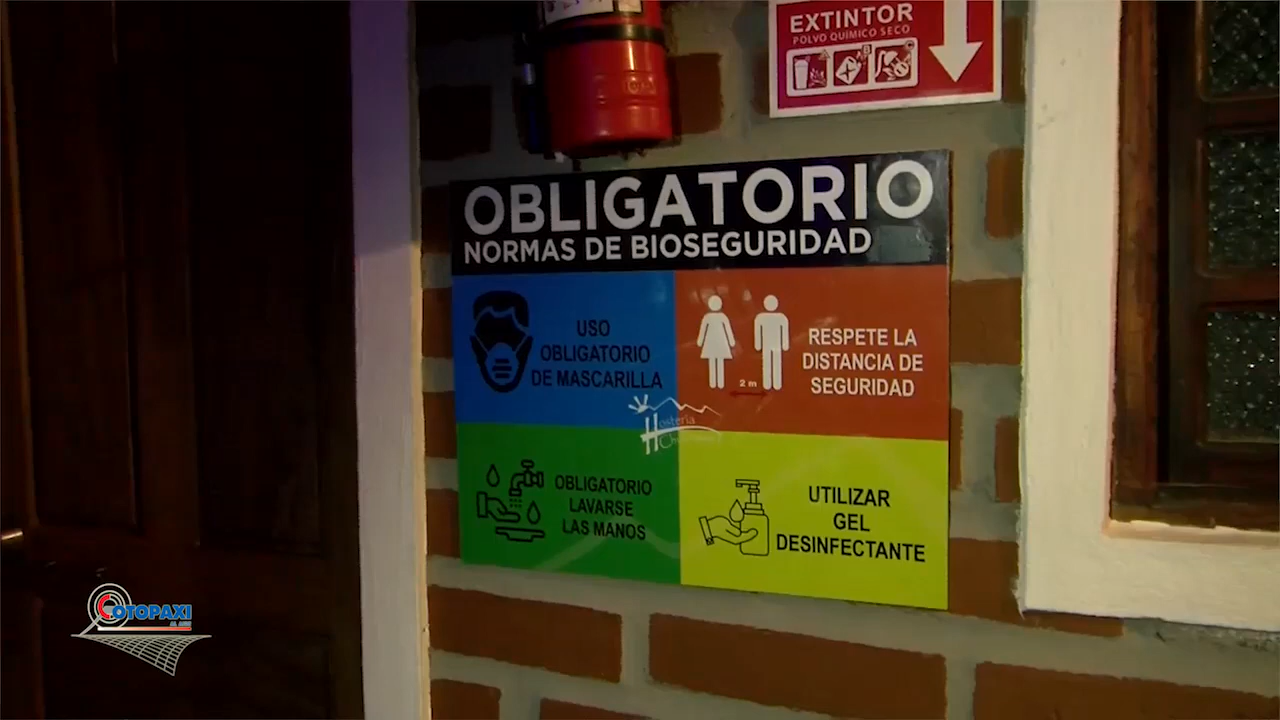 EXTINTOR
POLVO QUÍMICO SECO
OBLIGATORIO
NORMAS DE BIOSEGURIDAD
USO
OBLIGATORIO
DE MASCARILLA
RESPETE LA
DISTANCIA DE
SEGURIDAD
2 m
Hostería
OBLIGATORIO
LAVARSE
LAS MANOS
UTILIZAR
GEL
DESINFECTANTE
COTOPAXI